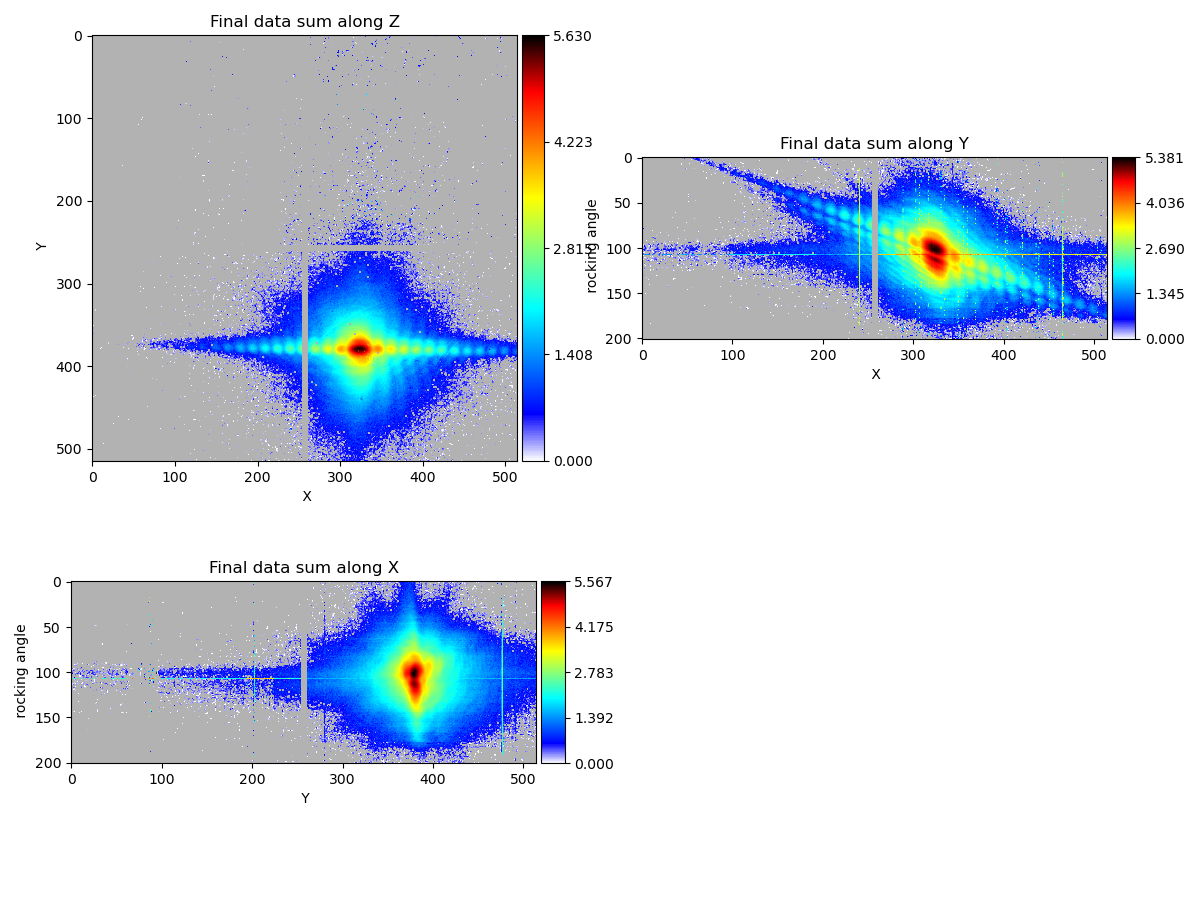 Final data sum along Z
0
100
200
300
400
500
Y
0 100 200 300 400 500
X
5.630
4.223
2.815
1.408
0.000
Final data sum along Y
0
50
100
150
200
rocking angle
0 100 200 300 400 500
X
5.381
4.036
2.690
1.345
0.000
Final data sum along X
0
50
100
150
200
rocking angle
0 100 200 300 400 500
Y
5.567
4.175
2.783
1.392
0.000